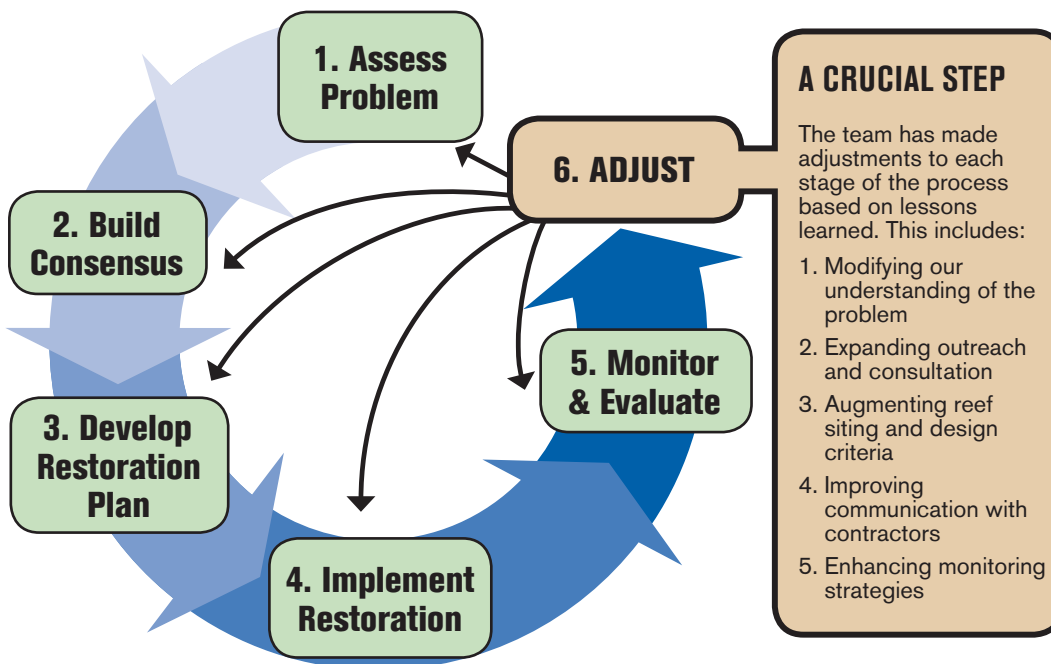 1. Assess
Problem
2. Build
Consensus
3. Develop
Restoration
Plan
4. Implement
Restoration
5. Monitor
& Evaluate
6. ADJUST
A CRUCIAL STEP
The team has made
adjustments to each
stage of the process
based on lessons
learned. This includes:
1. Modifying our
understanding of the
problem
2. Expanding outreach
and consultation
3. Augmenting reef
siting and design
criteria
4. Improving
communication with
contractors
5. Enhancing monitoring
strategies